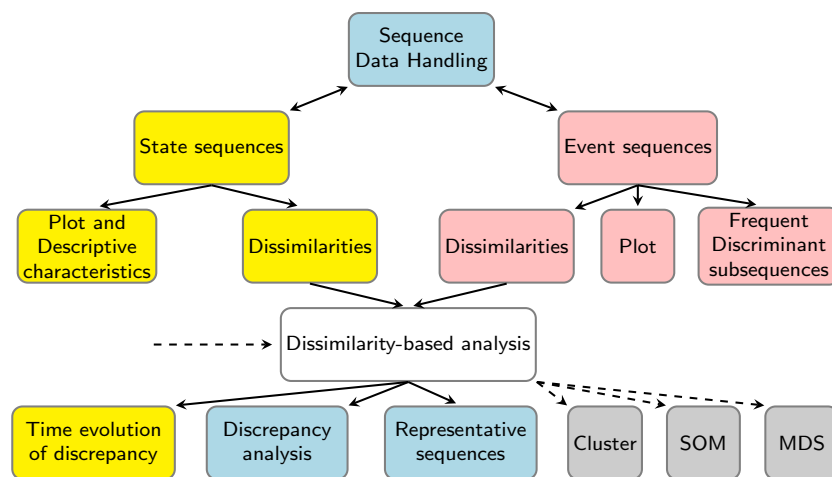 Sequence
Data Handling
State sequences
Event sequences
Plot and
Descriptive
characteristics
Dissimilarities
Dissimilarities
Plot
Frequent
Discriminant
subsequences
Dissimilarity-based analysis
Time evolution
of discrepancy
Discrepancy
analysis
Representative
sequences
Cluster
SOM
MDS